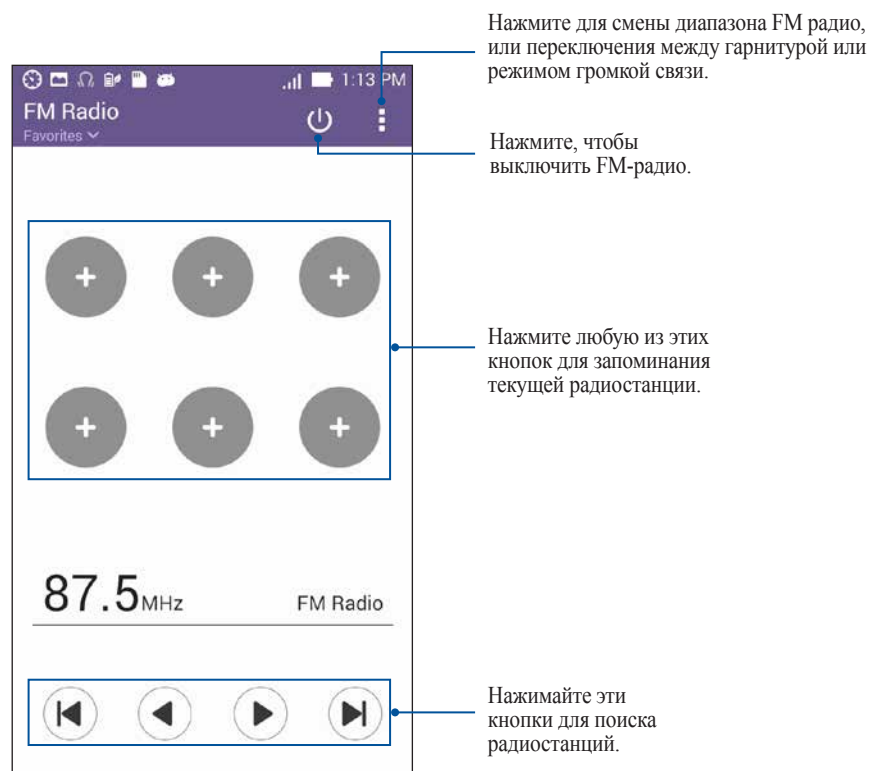 Нажмите для смены диапазона FM радио,
или переключения между гарнитурой или
режимом громкой связи.
1:13 PM
FM Radio
Favorites
Нажмите, чтобы
выключить FM-радио.
Нажмите любую из этих
кнопок для запоминания
текущей радиостанции.
87.5MHz FM Radio
Нажимайте эти
кнопки для поиска
радиостанций.